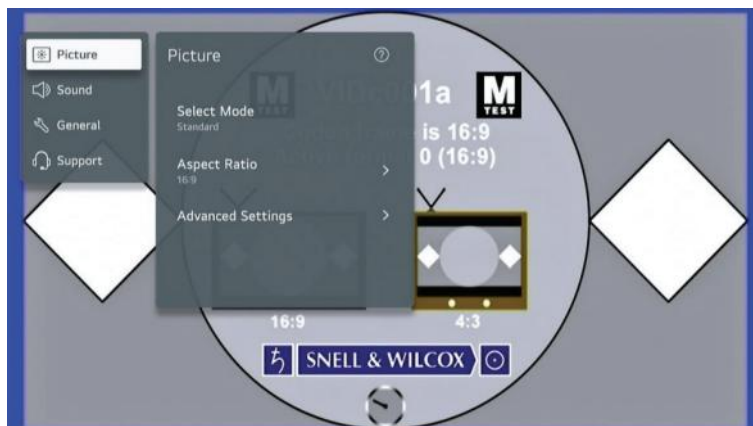 Picture
Sound
General
Support
Picture
?
Select Mode
Standard
Aspect Ratio
16:9
Advanced Settings
M
TEST
1a
M
TEST
is 16:9
0 (16:9)
16:9
4:3
SNELL & WILCOX